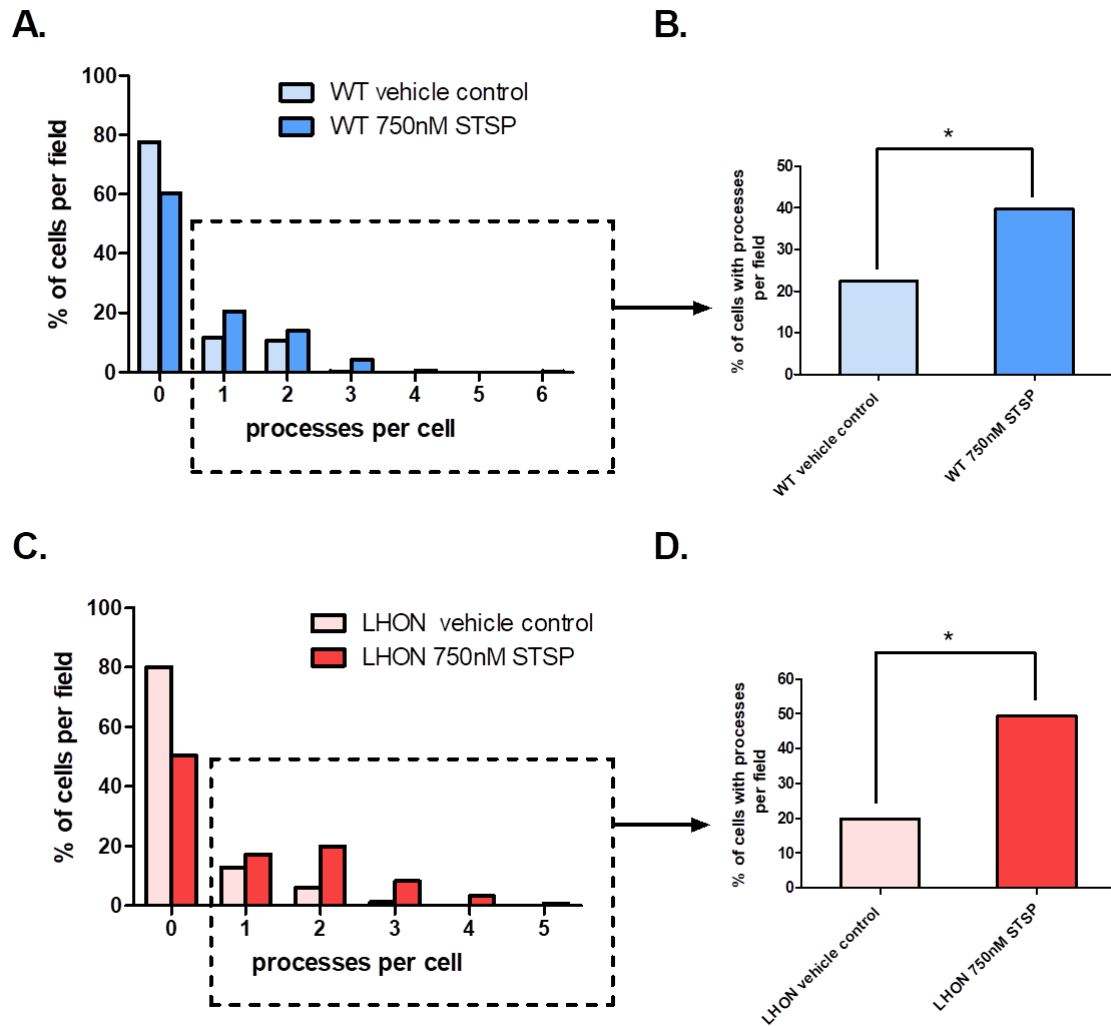 A.
% of cells per field
100
80
60
40
20
0
WT vehicle control
WT 750nM STSP
0 1 2 3 4 5 6
processes per cell
B.
*
% of cells with processes
per field
50
40
30
20
10
0
WT vehicle control
WT 750nM STSP
C.
% of cells per field
100
80
60
40
20
0
LHON vehicle control
LHON 750nM STSP
0 1 2 3 4 5
processes per cell
D.
*
% of cells with processes
per field
60
50
40
30
20
10
0
LHON vehicle control
LHON 750nM STSP